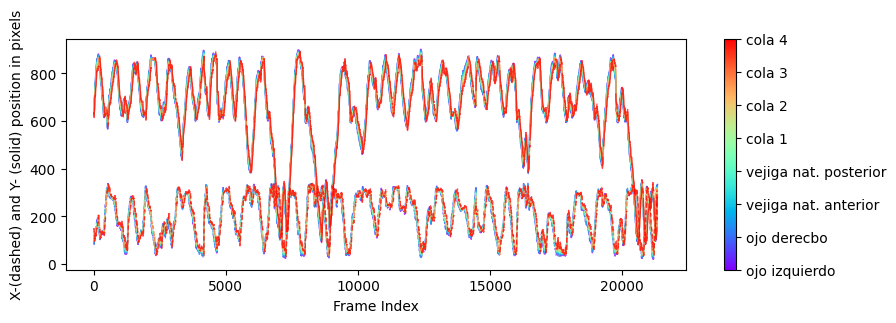 X-(dashed) and Y- (solid) position in pixels
800
600
400
200
0
0
5000
10000
15000
20000
Frame Index
cola 4
cola 3
cola 2
cola 1
vejiga nat. posterior
vejiga nat. anterior
ojo derecbo
ojo izquierdo